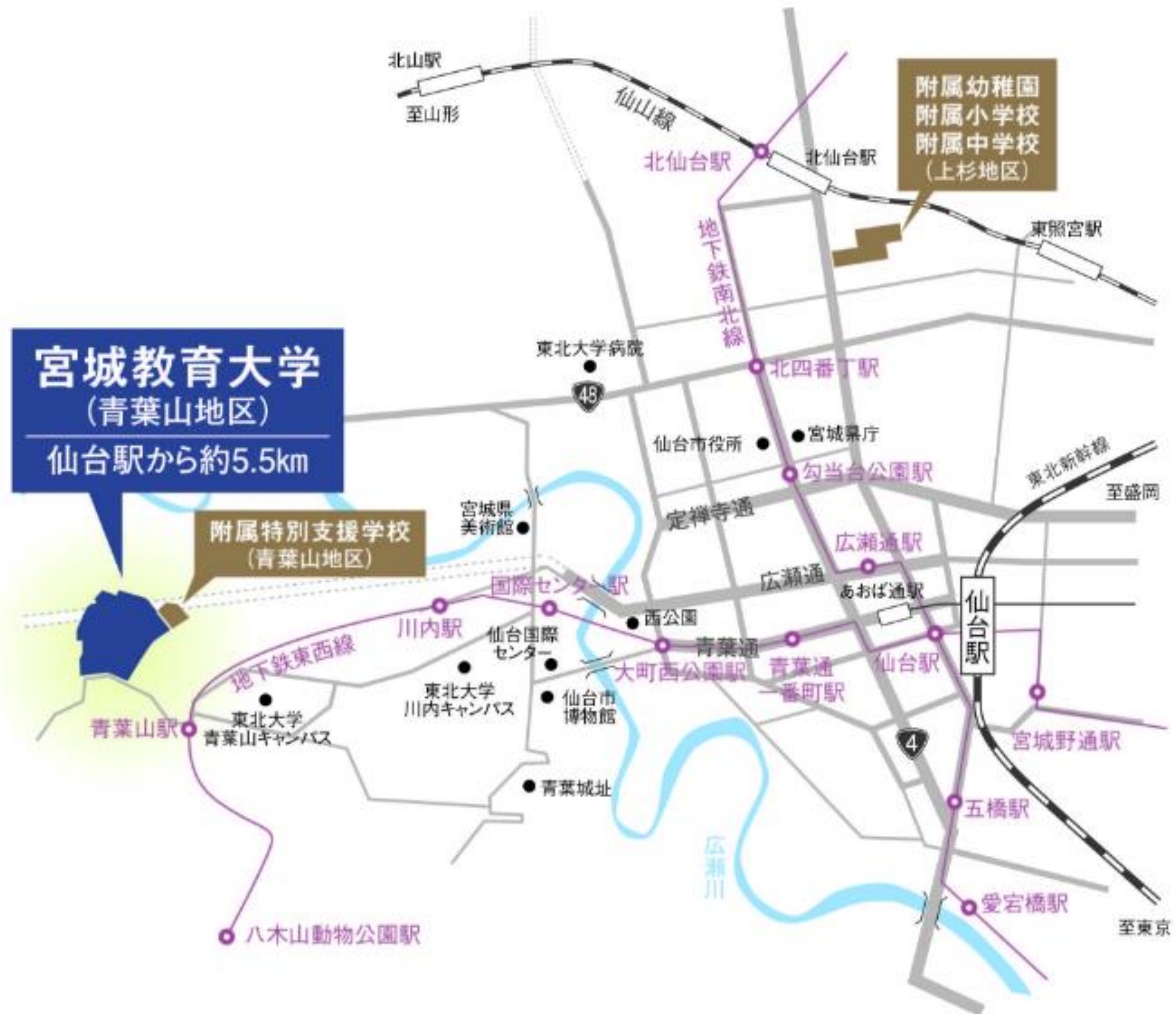 北山駅
至山形
仙山線
北仙台駅
北仙台駅
附属幼稚園
附属小学校
附属中学校
(上杉地区)
東照宮駅
地下鉄南北線
宮城教育大学
(青葉山地区)
仙台駅から約5.5km
東北大学病院
48
北四番丁駅
仙台市役所
宮城県庁
勾当台公園駅
東北新幹線
至盛岡
宮城県
美術館
定禅寺通
附属特別支援学校
(青葉山地区)
広瀬通駅
広瀬通
あおば通駅
仙台駅
国際センター駅
川内駅
西公園
仙台国際
センター
青葉通
大町西公園駅
青葉通
一番町駅
仙台駅
地下鉄東西線
東北大学
川内キャンパス
仙台市
博物館
東北大学
青葉山キャンパス
青葉山駅
宮城野通駅
4
青葉城址
五橋駅
広瀬川
愛宕橋駅
至東京
八木山動物公園駅